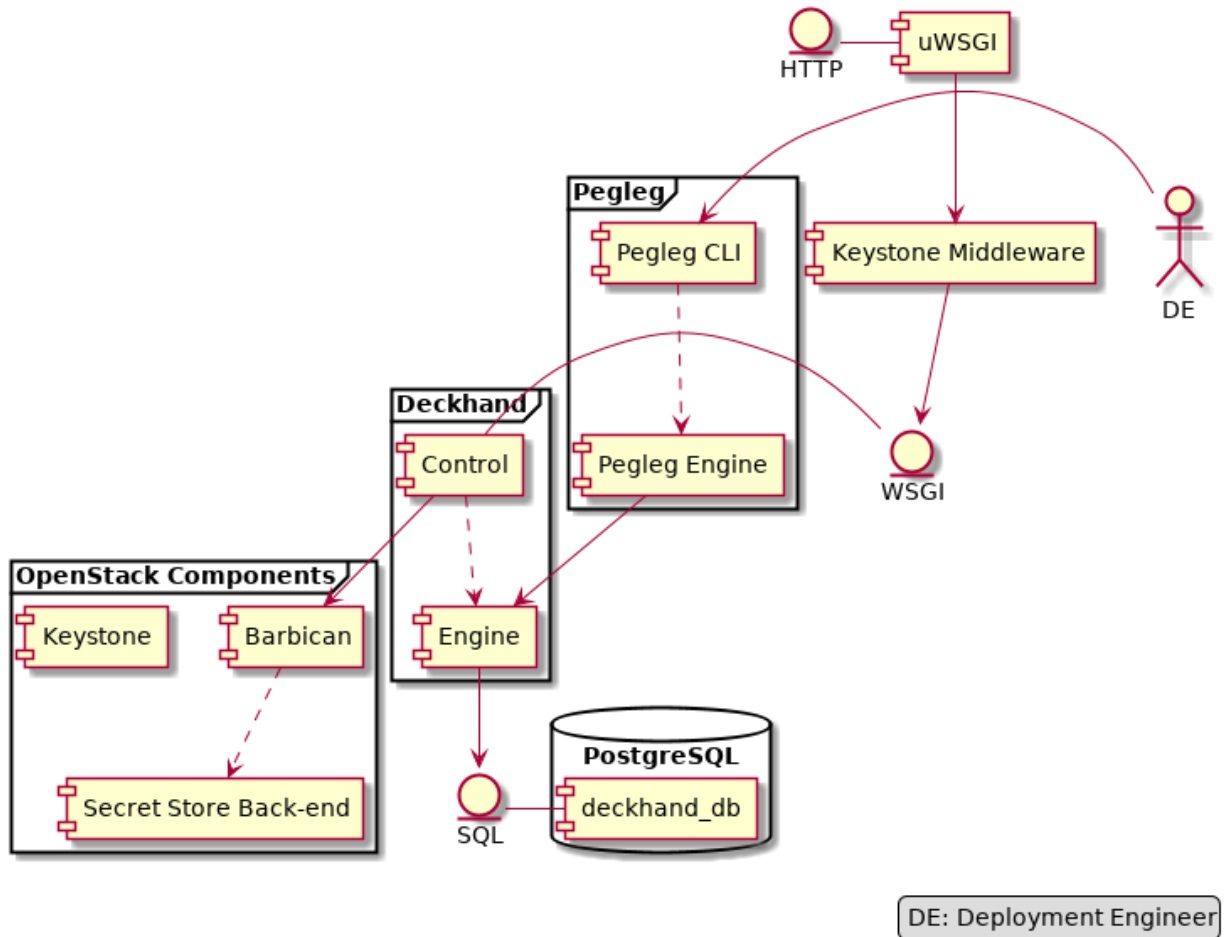 uWSGI
HTTP
Pegleg
Pegleg CLI
Keystone Middleware
DE
Deckhand
Control
Pegleg Engine
WSGI
OpenStack Components
Keystone
Barbican
Engine
PostgreSQL
Secret Store Back-end
SQL
deckhand_db
DE: Deployment Engineer